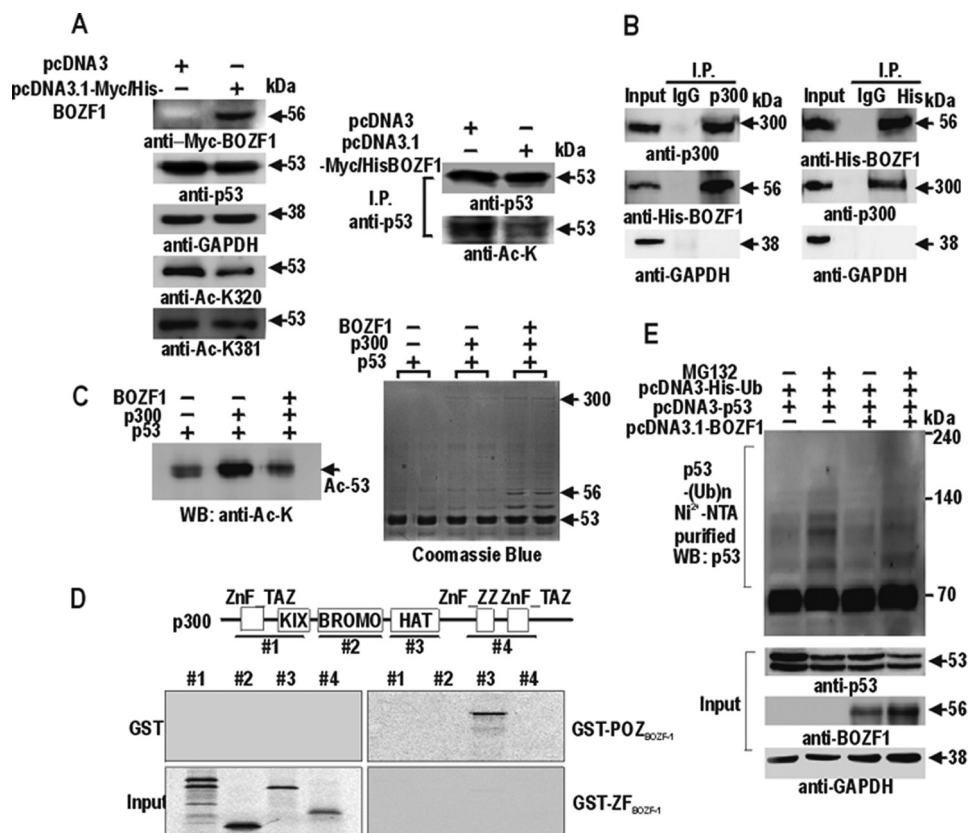 A
pcDNA3 + –
pcDNA3.1-Myc/His- – + kDa
BOZF1
56
anti–Myc-BOZF1
53
anti-p53
38
anti-GAPDH
53
anti-Ac-K320
53
anti-Ac-K381
pcDNA3 + –
pcDNA3.1 – + kDa
-Myc/HisBOZF1
I.P.
anti-p53
53
anti-p53
53
anti-Ac-K
B
I.P.
Input IgG p300 kDa
300
anti-p300
56
anti-His-BOZF1
38
anti-GAPDH
I.P.
Input IgG His kDa
56
anti-His-BOZF1
300
anti-p300
38
anti-GAPDH
C
BOZF1 – – +
p300 – + +
p53 + + +
Ac-53
WB: anti-Ac-K
BOZF1 – – +
p300 – + +
p53 + + +
300
56
53
Coomassie Blue
D
ZnF_TAZ ZnF_ZZ ZnF_TAZ
p300 KIX BROMO HAT
#1 #2 #3 #4
#1 #2 #3 #4
#1 #2 #3 #4
GST
GST-POZBOZF-1
Input
GST-ZFBOZF-1
E
MG132 – + – +
pcDNA3-His-Ub + + + +
pcDNA3-p53 + + + +
pcDNA3.1-BOZF1 – – + +
kDa
240
p53
-(Ub)n
Ni2+-NTA
purified
WB: p53
140
70
Input
53
anti-p53
56
anti-BOZF1
38
anti-GAPDH